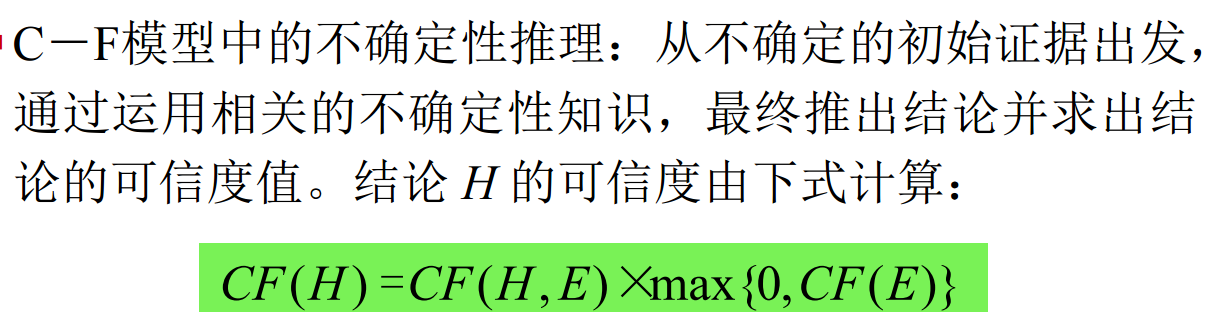 C－F模型中的不确定性推理：从不确定的初始证据出发，
通过运用相关的不确定性知识，最终推出结论并求出结
论的可信度值。结论 H 的可信度由下式计算：
CF(H)=CF(H,E)×max{0,CF(E)}